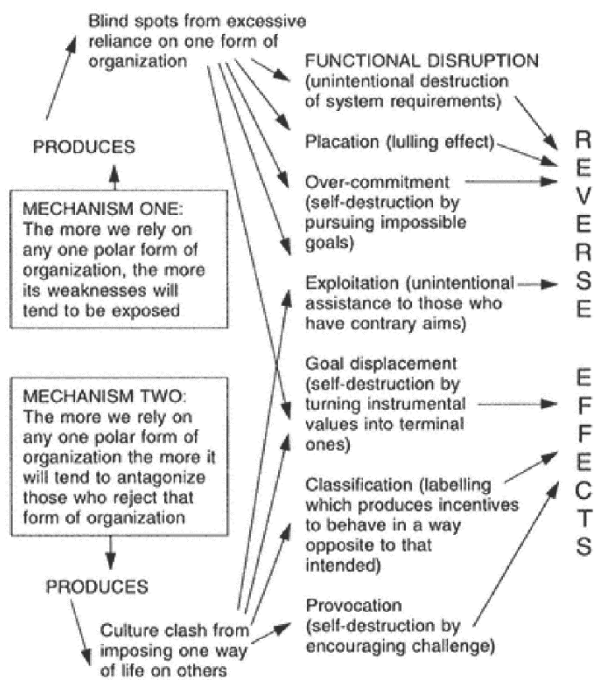 Blind spots from excessive
reliance on one form of
organization
PRODUCES
MECHANISM ONE:
The more we rely on
any one polar form of
organization, the more
its weaknesses will
tend to be exposed
MECHANISM TWO:
The more we rely on
any one polar form of
organization the more it
will tend to antagonize
those who reject that
form of organization
PRODUCES
Culture clash from
imposing one way
of life on others
FUNCTIONAL DISRUPTION
(unintentional destruction
of system requirements)
Placation (lulling effect)
Over-commitment
(self-destruction by
pursuing impossible
goals)
Exploitation (unintentional
assistance to those who
have contrary aims)
Goal displacement
(self-destruction by
turning instrumental
values into terminal
ones)
Classification (labelling
which produces incentives
to behave in a way
opposite to that
intended)
Provocation
(self-destruction by
encouraging challenge)
REVERSE
EFFECTS